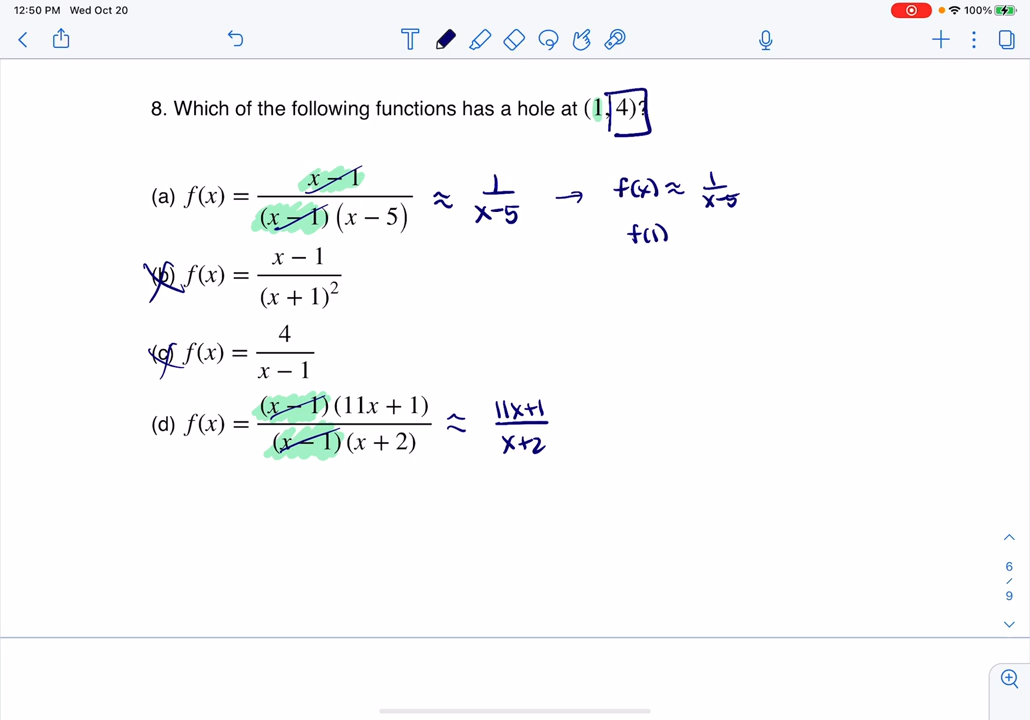 12:50 PM Wed Oct 20 100%
T
8. Which of the following functions has a hole at (1, 4)?
(a) f(x) = (x − 1) / ((x − 1)(x − 5)) ≈ 1/(x-5) → f(x) ≈ 1/(x-5)
f(1)
(b) f(x) = (x − 1) / (x + 1)²
(c) f(x) = 4 / (x − 1)
(d) f(x) = ((x − 1)(11x + 1)) / ((x − 1)(x + 2)) ≈ (11x+1)/(x+2)
6
/
9